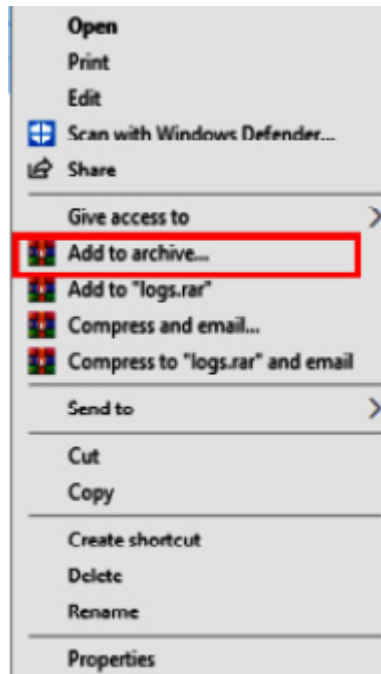 Open
Print
Edit
Scan with Windows Defender...
Share
Give access to
Add to archive...
Add to "logs.rar"
Compress and email...
Compress to "logs.rar" and email
Send to
Cut
Copy
Create shortcut
Delete
Rename
Properties